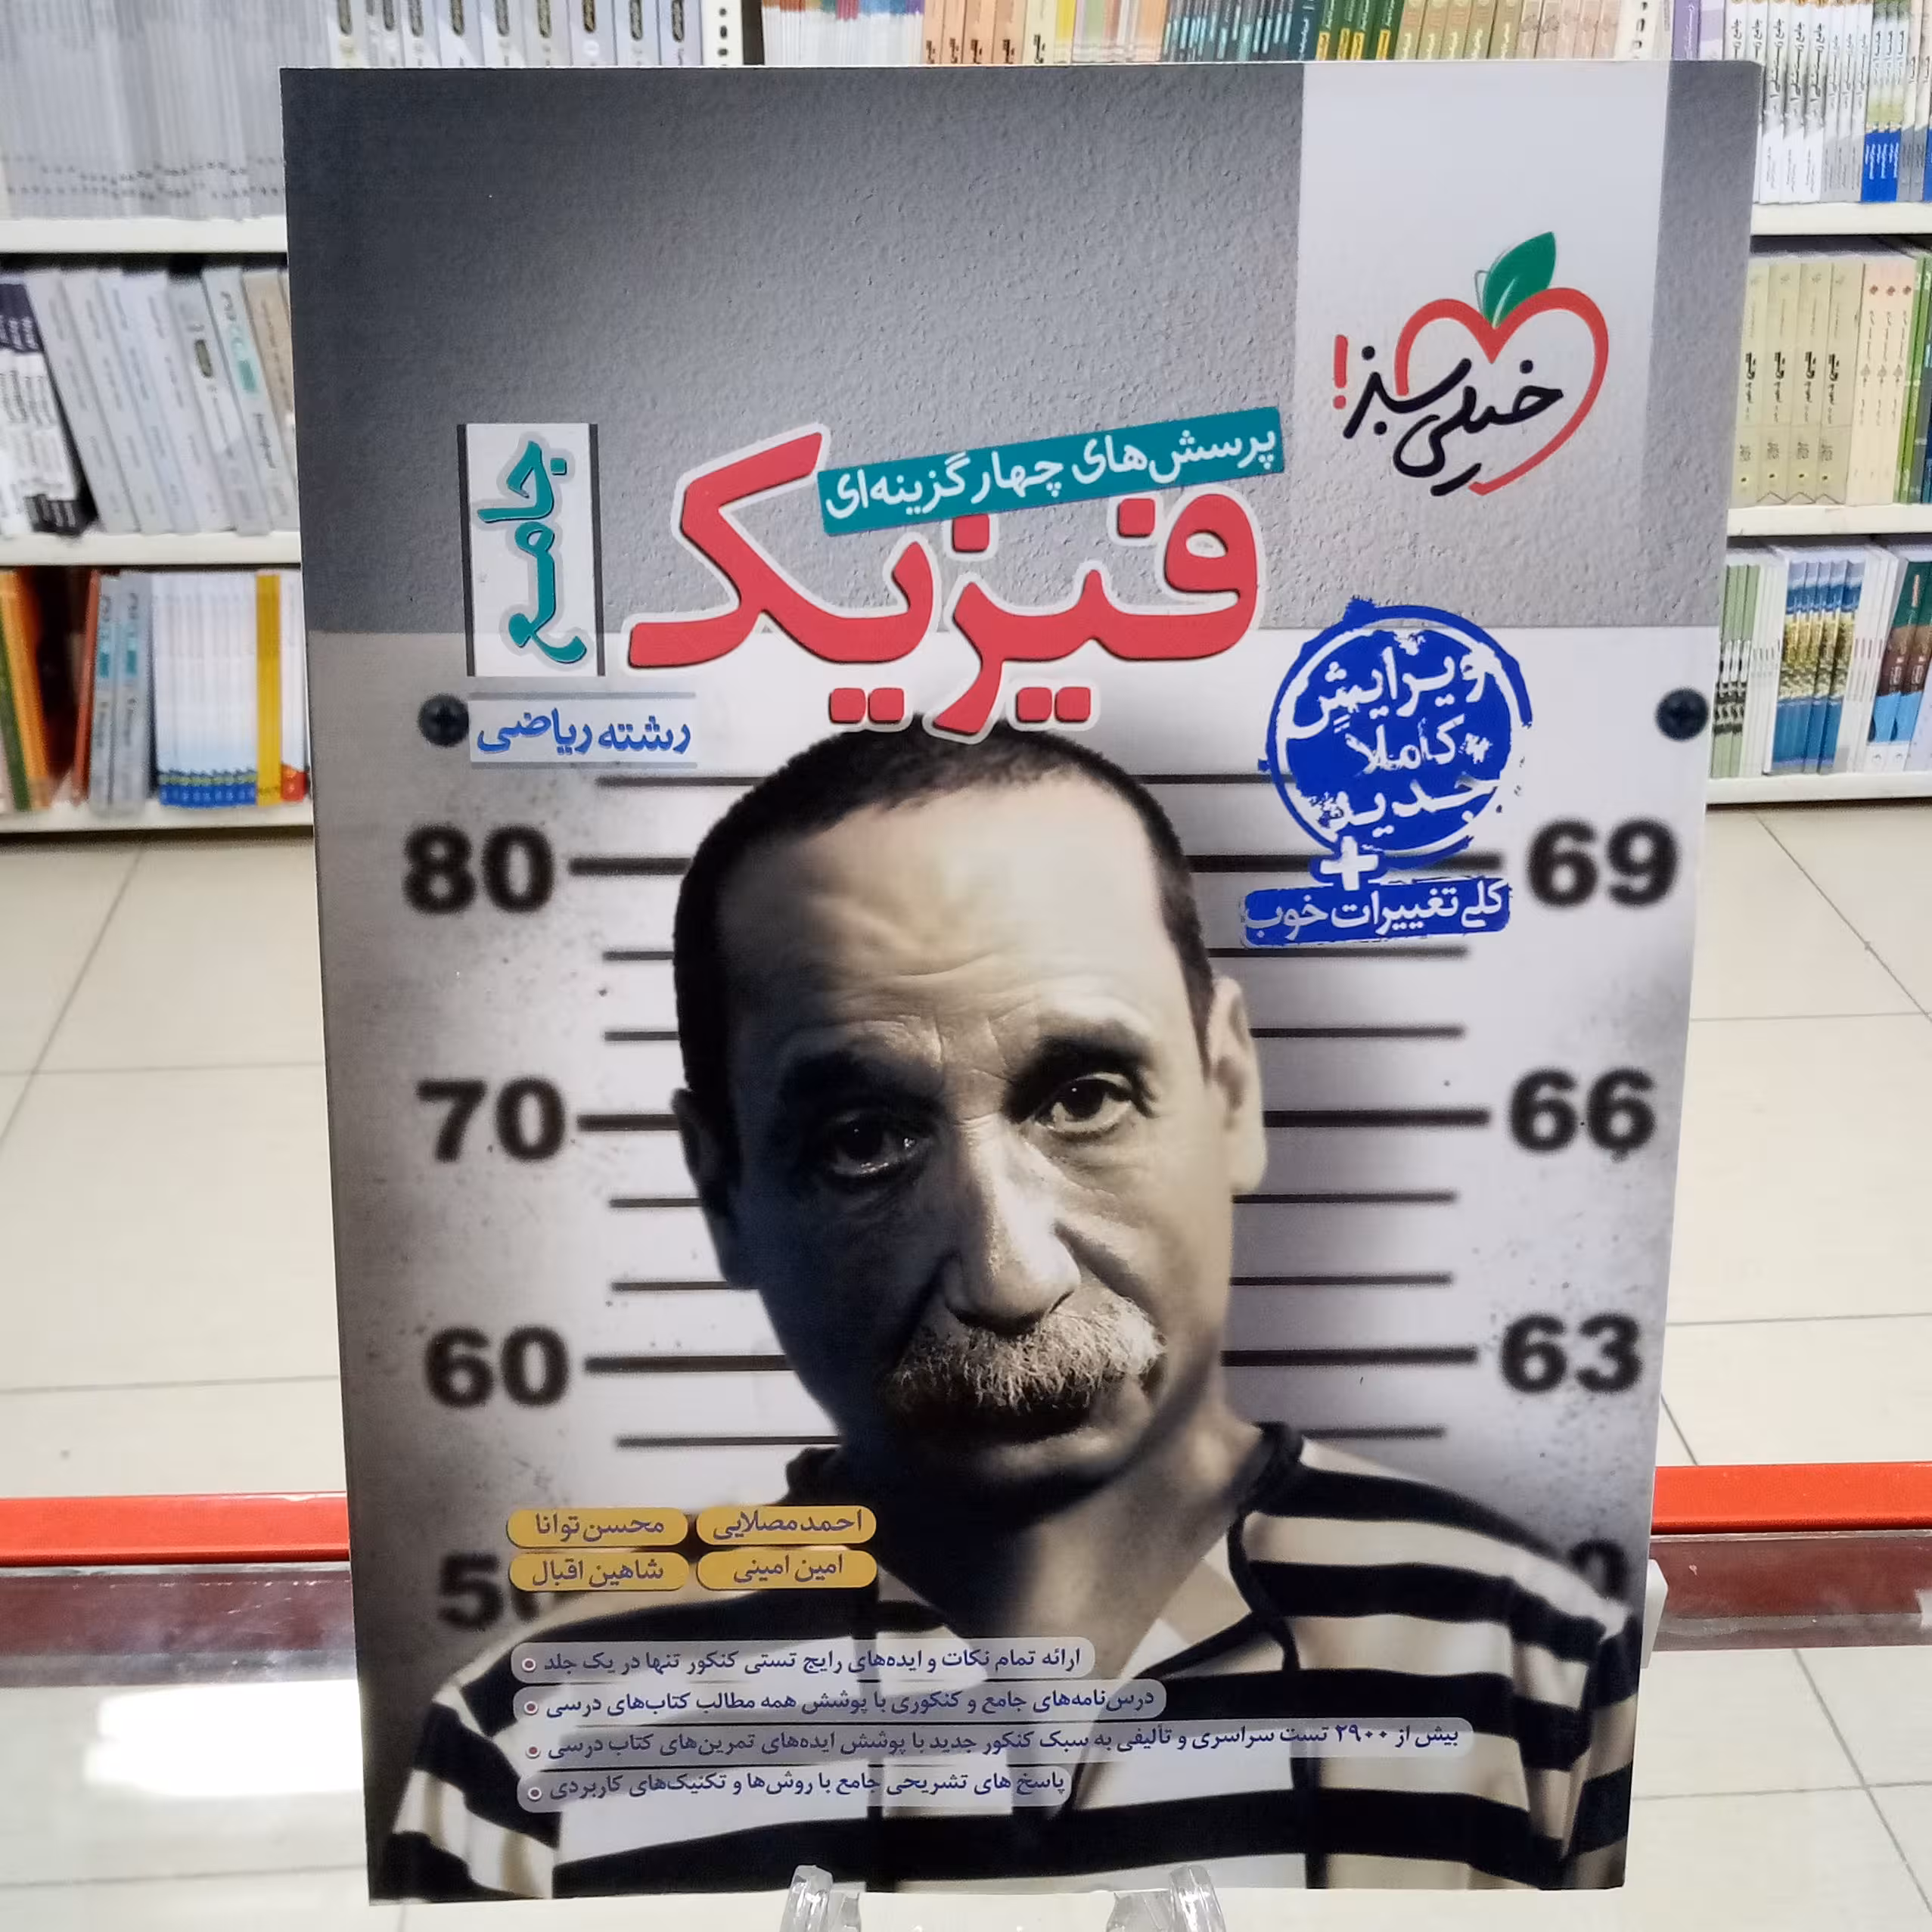 خیلی سبز!
پرسش‌های چهارگزینه‌ای
فیزیک
جامع
رشته ریاضی
ویرایش
کاملاً
جدید
+
کلی تغییرات خوب
80
69
70
66
60
63
احمد مصلایی
محسن توانا
امین امینی
شاهین اقبال
ارائه تمام نکات و ایده‌های رایج تستی کنکور تنها در یک جلد
درس‌نامه‌های جامع و کنکوری با پوشش همه مطالب کتاب‌های درسی
بیش از ۲۹۰۰ تست سراسری و تألیفی به سبک کنکور جدید با پوشش ایده‌های تمرین‌های کتاب درسی
پاسخ های تشریحی جامع با روش‌ها و تکنیک‌های کاربردی